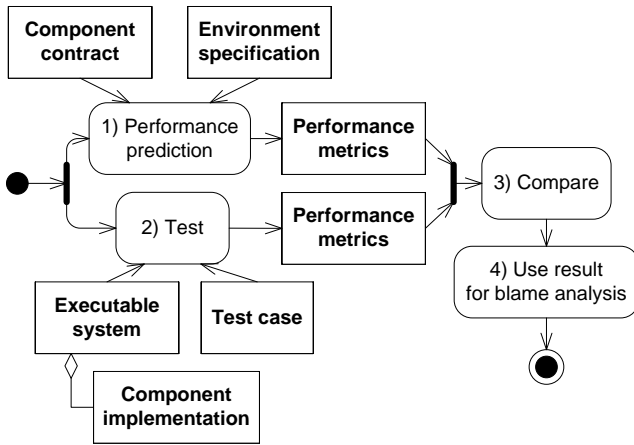 Component
contract
Environment
specification
1) Performance
prediction
Performance
metrics
2) Test
Performance
metrics
3) Compare
4) Use result
for blame analysis
Executable
system
Test case
Component
implementation